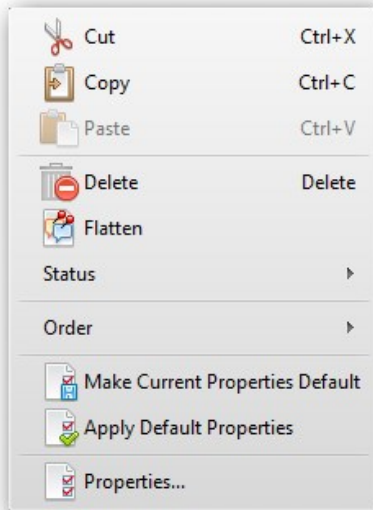 Cut Ctrl+X
Copy Ctrl+C
Paste Ctrl+V
Delete Delete
Flatten
Status
Order
Make Current Properties Default
Apply Default Properties
Properties...